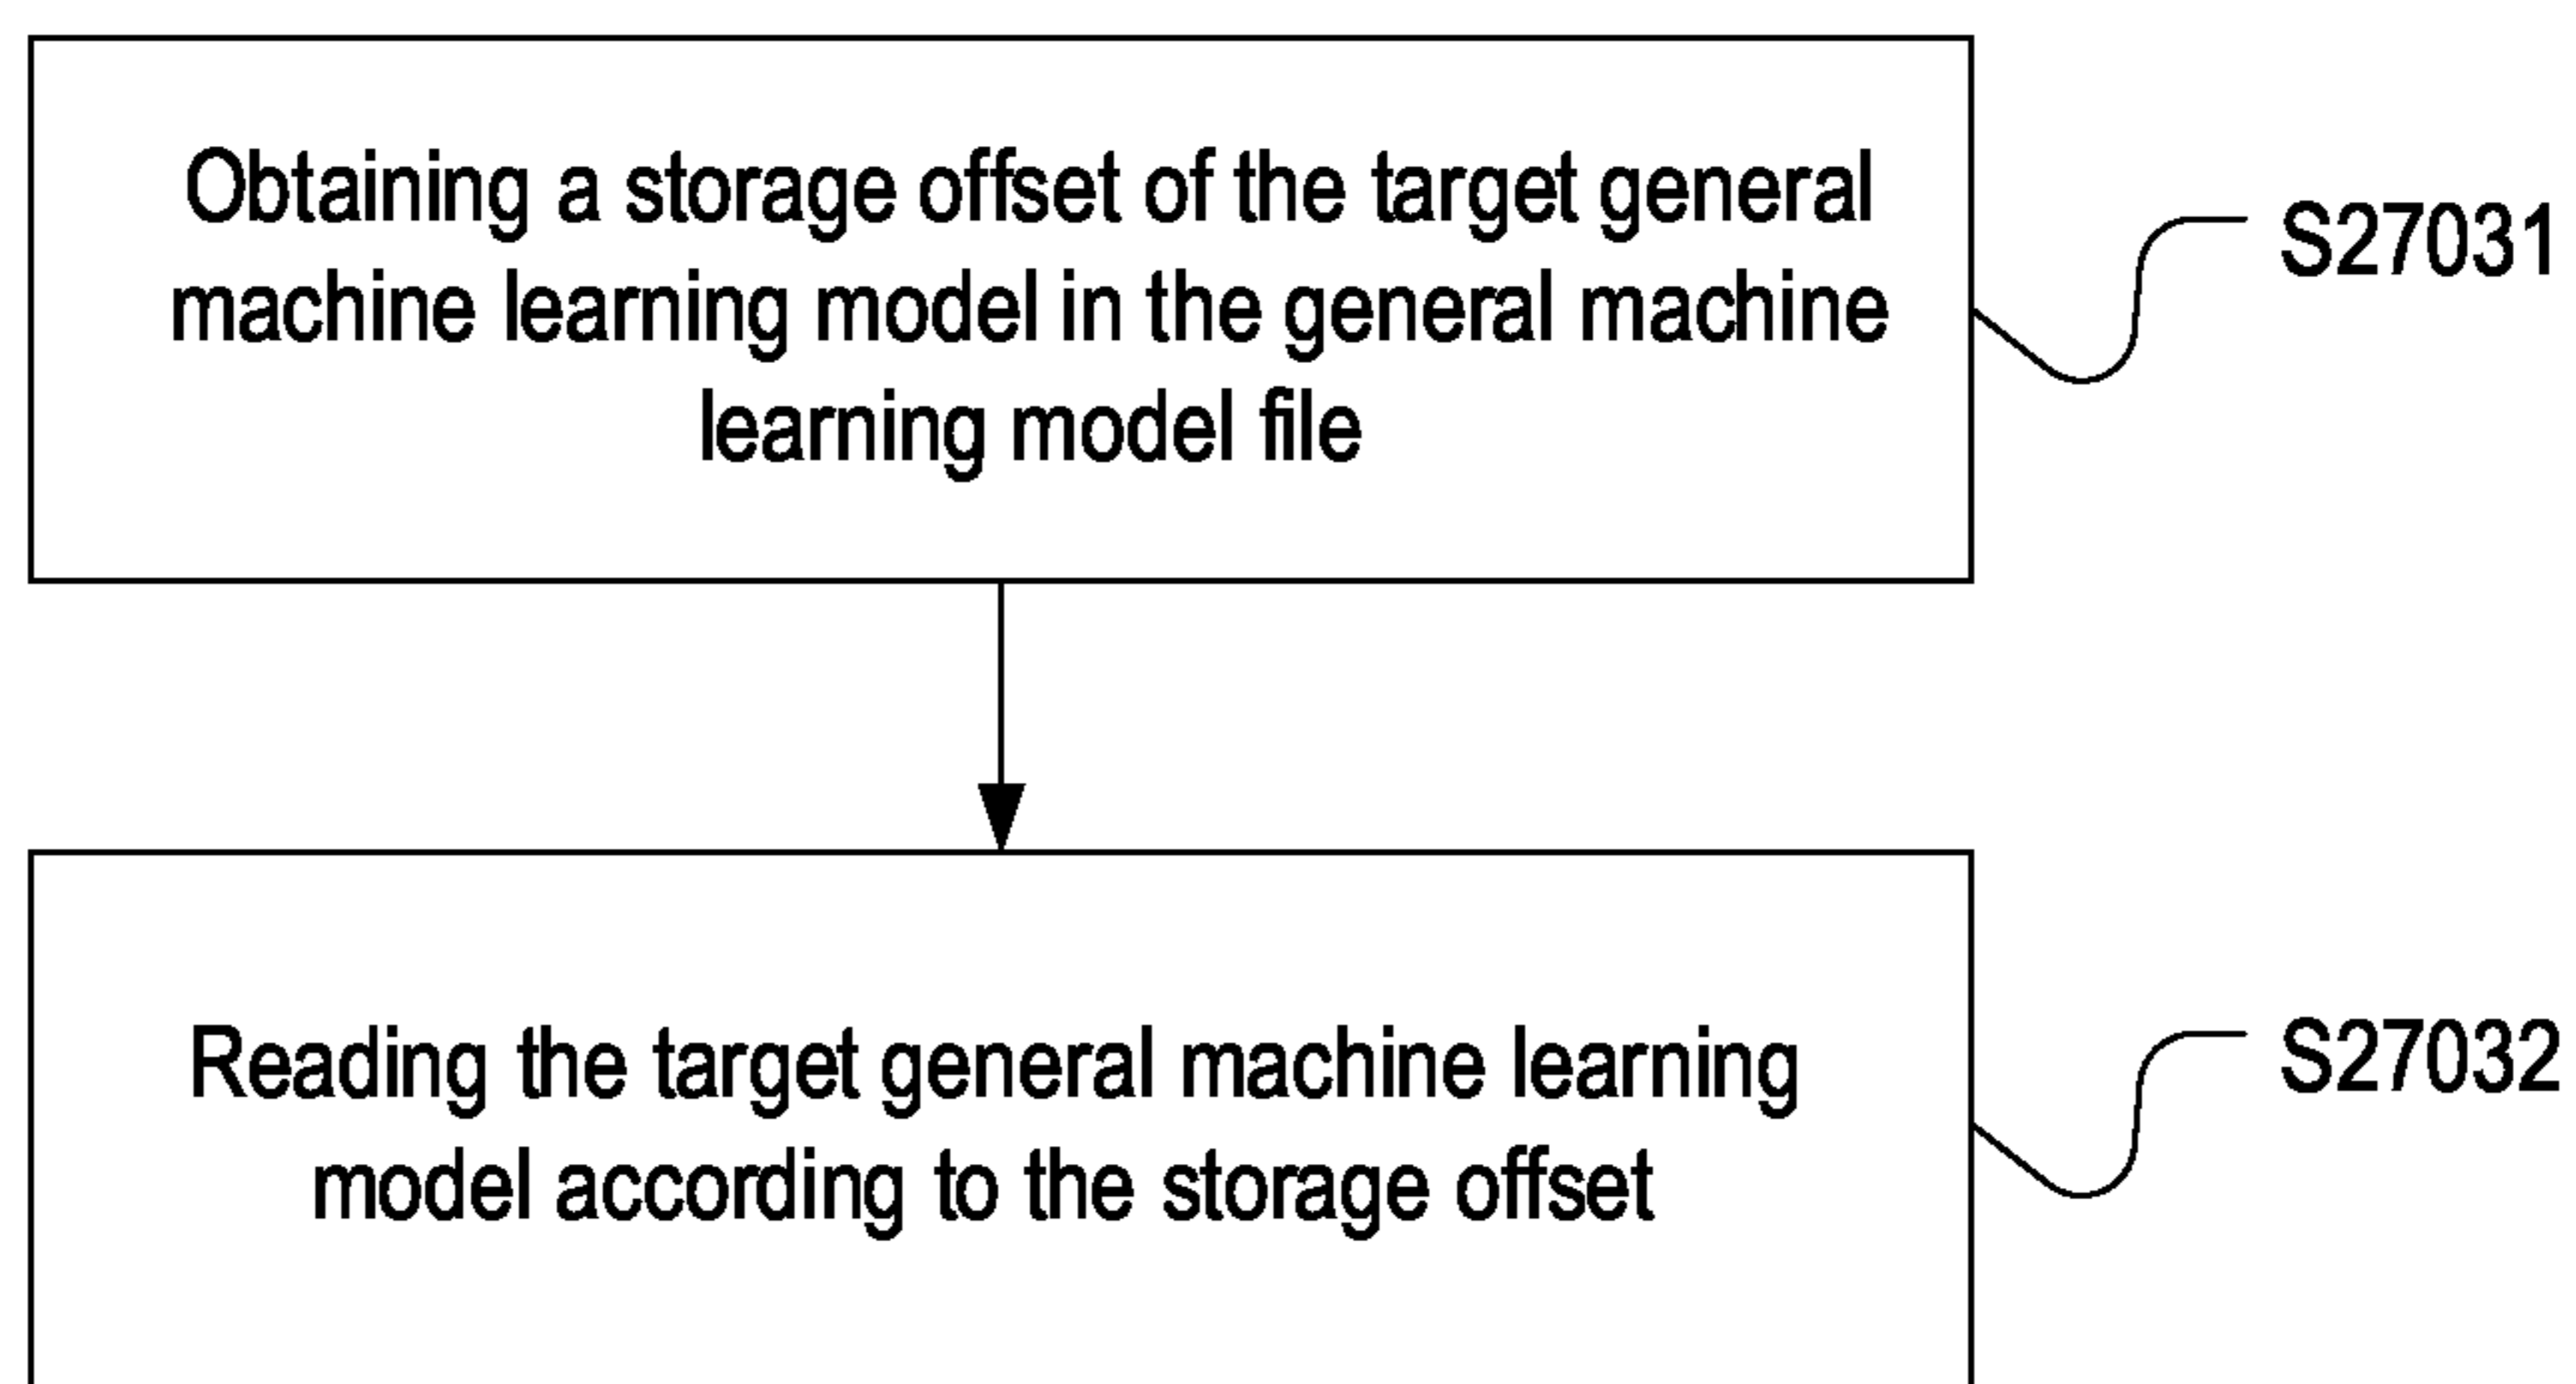 Obtaining a storage offset of the target general
machine learning model in the general machine
learning model file
S27031
Reading the target general machine learning
model according to the storage offset
S27032